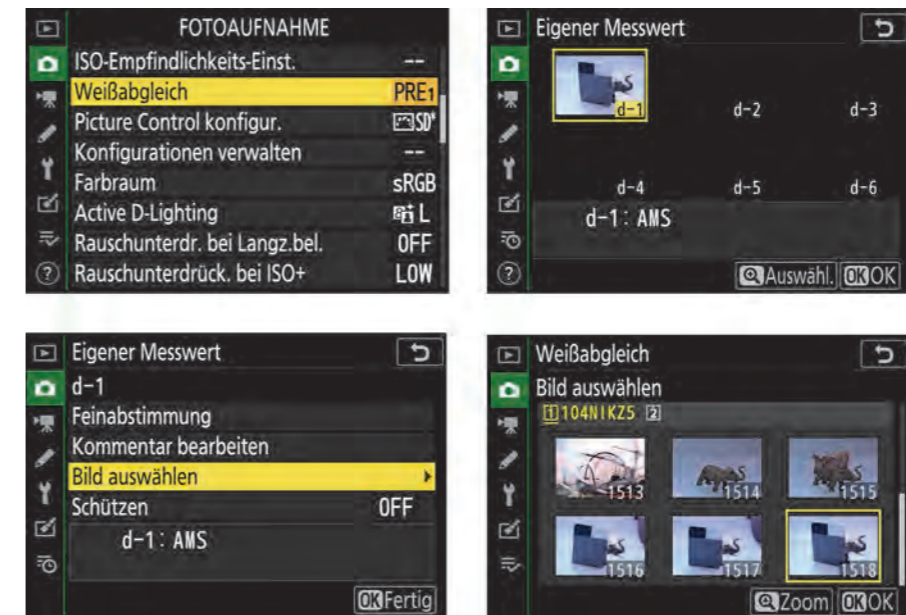 FOTOAUFNAHME
ISO-Empfindlichkeits-Einst. --
Weißabgleich PRE1
Picture Control konfigur. SD*
Konfigurationen verwalten --
Farbraum sRGB
Active D-Lighting L
Rauschunterdr. bei Langz.bel. OFF
Rauschunterdrück. bei ISO+ LOW
Eigener Messwert
d-1 d-2 d-3
d-4 d-5 d-6
d-1: AMS
Auswähl. OK OK
Eigener Messwert
d-1
Feinabstimmung
Kommentar bearbeiten
Bild auswählen
Schützen OFF
d-1: AMS
OK Fertig
Weißabgleich
Bild auswählen
1 104NIKZ5 2
1513 1514 1515
1516 1517 1518
Zoom OK OK